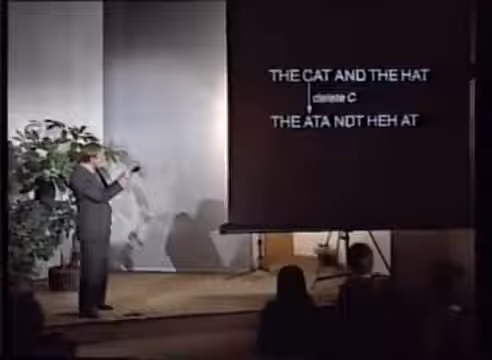 THE CAT AND THE HAT
delete C
THE ATA NDT HEH AT